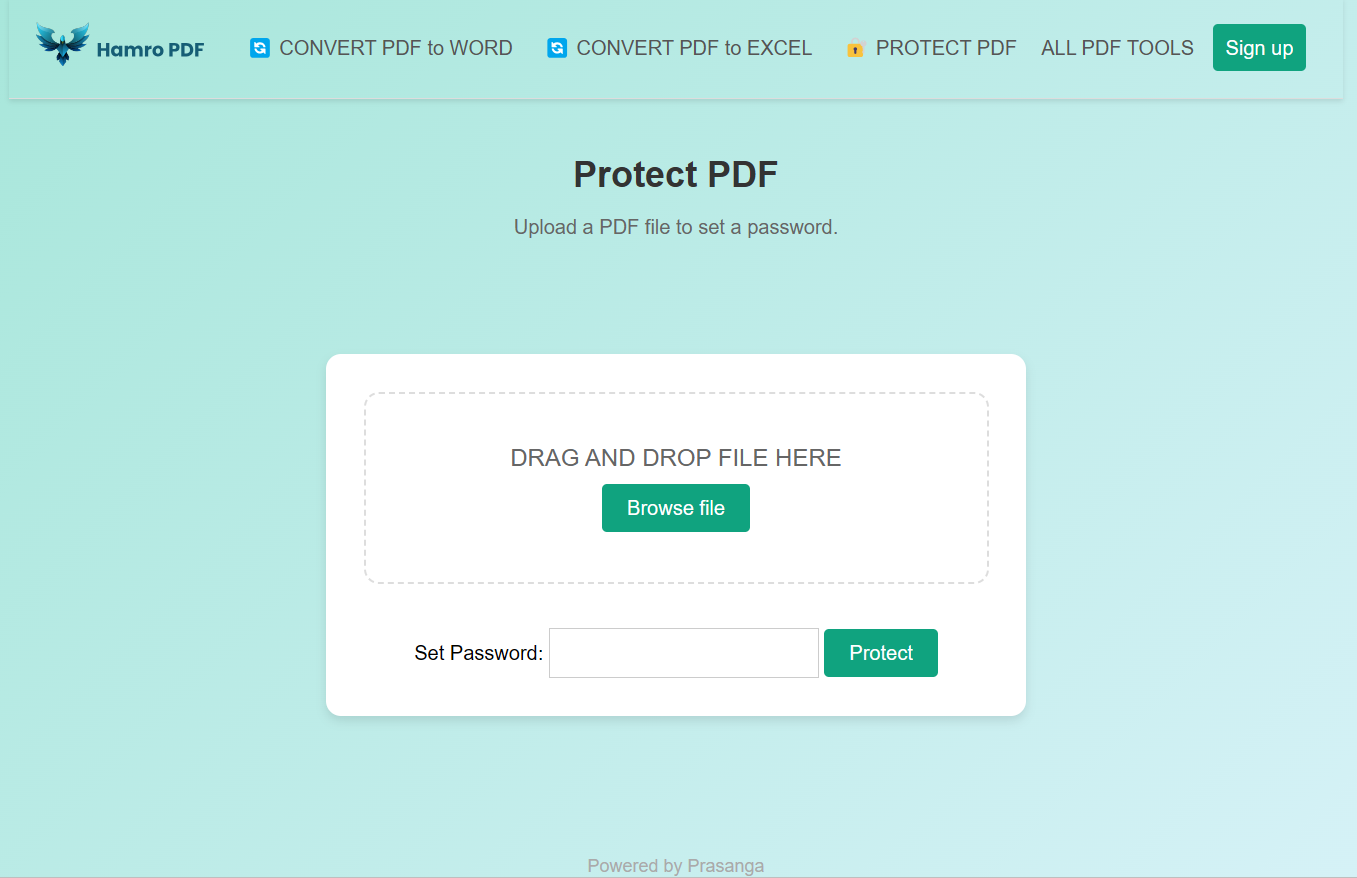 Hamro PDF
CONVERT PDF to WORD
CONVERT PDF to EXCEL
PROTECT PDF
ALL PDF TOOLS
Sign up
Protect PDF
Upload a PDF file to set a password.
DRAG AND DROP FILE HERE
Browse file
Set Password:
Protect
Powered by Prasanga